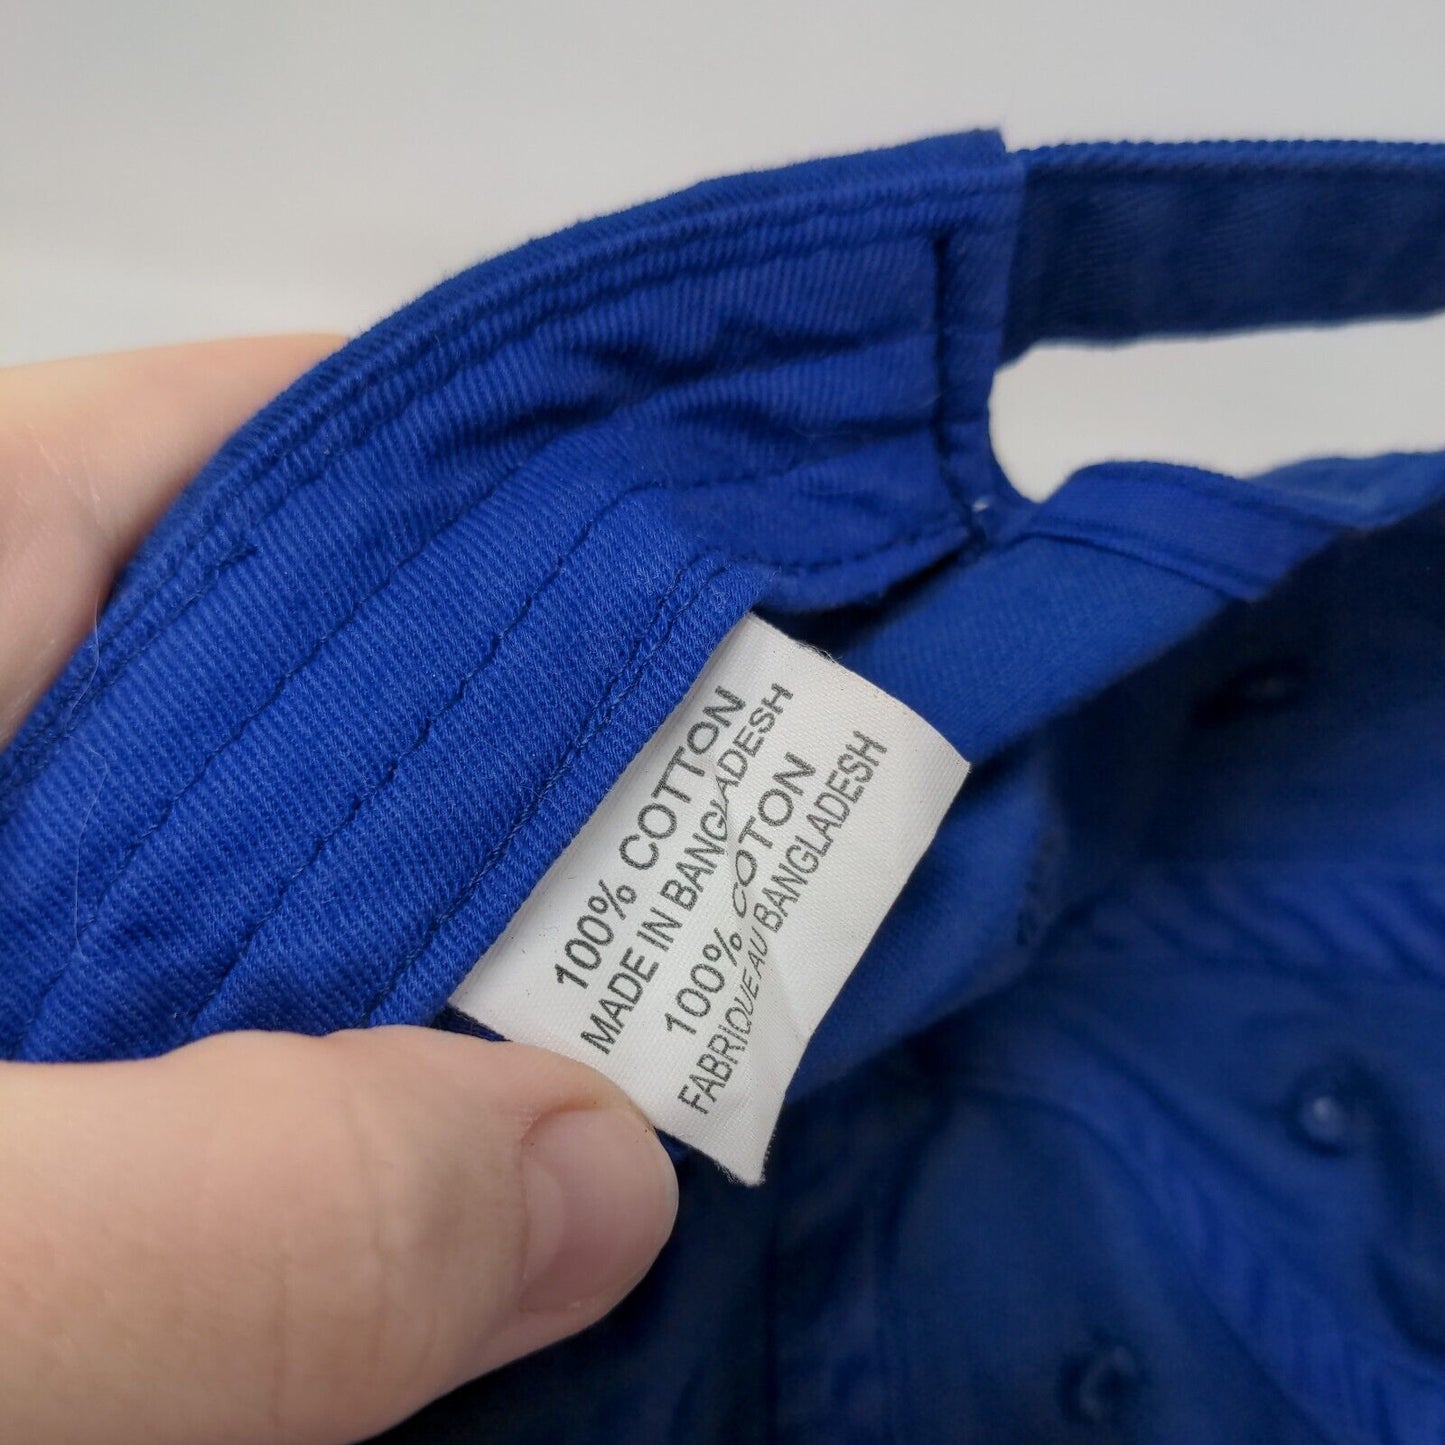 100% COTTON
MADE IN BANGLADESH
100% COTON
FABRIQUE AU BANGLADESH